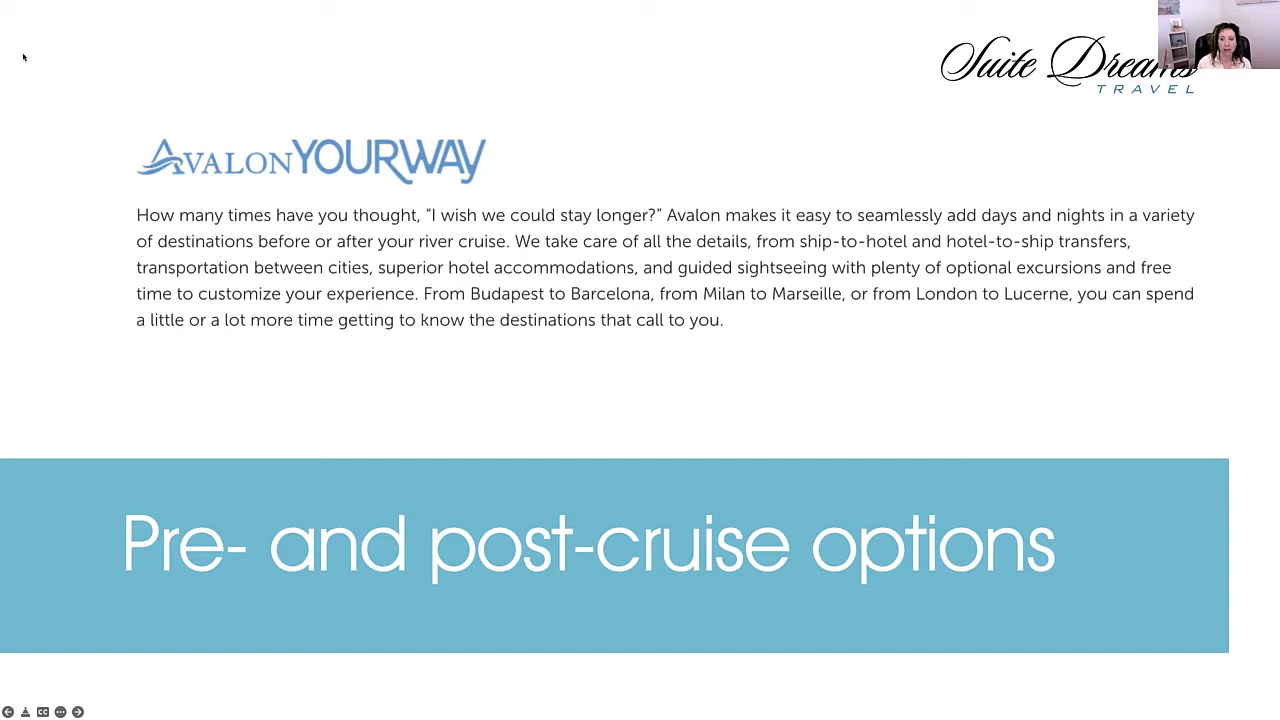 Suite Dreams
TRAVEL
AVALON YOURWAY
How many times have you thought, “I wish we could stay longer?” Avalon makes it easy to seamlessly add days and nights in a variety
of destinations before or after your river cruise. We take care of all the details, from ship-to-hotel and hotel-to-ship transfers,
transportation between cities, superior hotel accommodations, and guided sightseeing with plenty of optional excursions and free
time to customize your experience. From Budapest to Barcelona, from Milan to Marseille, or from London to Lucerne, you can spend
a little or a lot more time getting to know the destinations that call to you.
Pre- and post-cruise options
CC